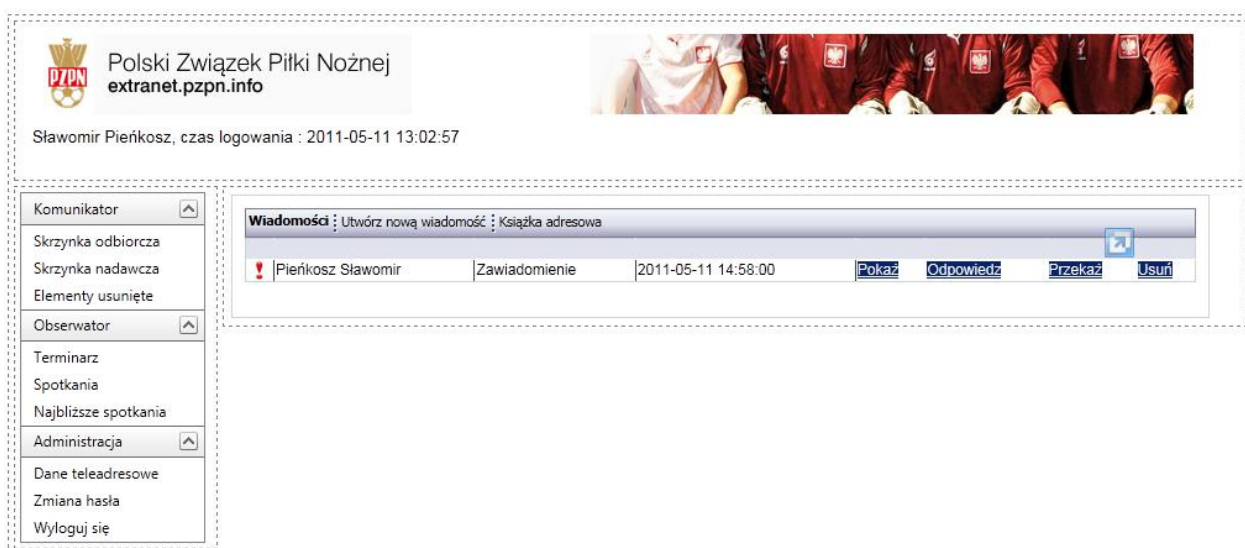 PZPN
Polski Związek Piłki Nożnej
extranet.pzpn.info
Sławomir Pieńkosz, czas logowania : 2011-05-11 13:02:57
Komunikator
Skrzynka odbiorcza
Skrzynka nadawcza
Elementy usunięte
Obserwator
Terminarz
Spotkania
Najbliższe spotkania
Administracja
Dane teleadresowe
Zmiana hasła
Wyloguj się
Wiadomości Utwórz nową wiadomość Książka adresowa
Pieńkosz Sławomir Zawiadomienie 2011-05-11 14:58:00 Pokaż Odpowiedz Przekaż Usuń